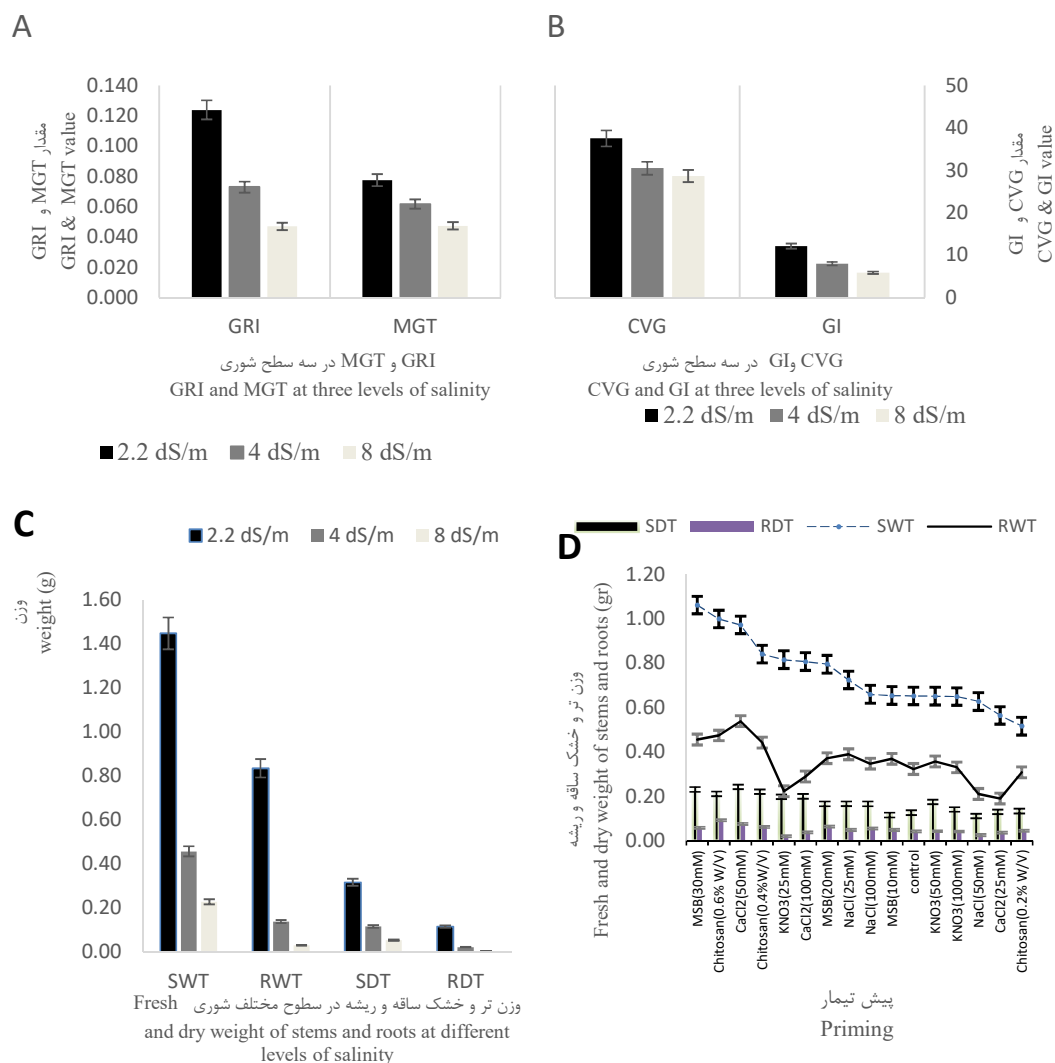 A
B
0.140
0.120
0.100
0.080
0.060
0.040
0.020
0.000
مقدار MGT و GRI
GRI & MGT value
GRI
MGT
GRI و MGT در سه سطح شوری
GRI and MGT at three levels of salinity
2.2 dS/m 4 dS/m 8 dS/m
50
40
30
20
10
0
مقدار CVG و GI
CVG & GI value
CVG
GI
CVG وGI در سه سطح شوری
CVG and GI at three levels of salinity
2.2 dS/m 4 dS/m 8 dS/m
C
2.2 dS/m 4 dS/m 8 dS/m
وزن
weight (g)
1.60
1.40
1.20
1.00
0.80
0.60
0.40
0.20
0.00
SWT RWT SDT RDT
Fresh وزن تر و خشک ساقه و ریشه در سطوح مختلف شوری
and dry weight of stems and roots at different
levels of salinity
SDT RDT SWT RWT
D
1.20
1.00
0.80
0.60
0.40
0.20
0.00
وزن تر و خشک ساقه و ریشه
Fresh and dry weight of stems and roots (gr)
MSB(30mM)
Chitosan(0.6% W/V)
CaCl2(50mM)
Chitosan(0.4%W/V)
KNO3(25mM)
CaCl2(100mM)
MSB(20mM)
NaCl(25mM)
NaCl(100mM)
MSB(10mM)
control
KNO3(50mM)
KNO3(100mM)
NaCl(50mM)
CaCl2(25mM)
Chitosan(0.2% W/V)
پیش تیمار
Priming